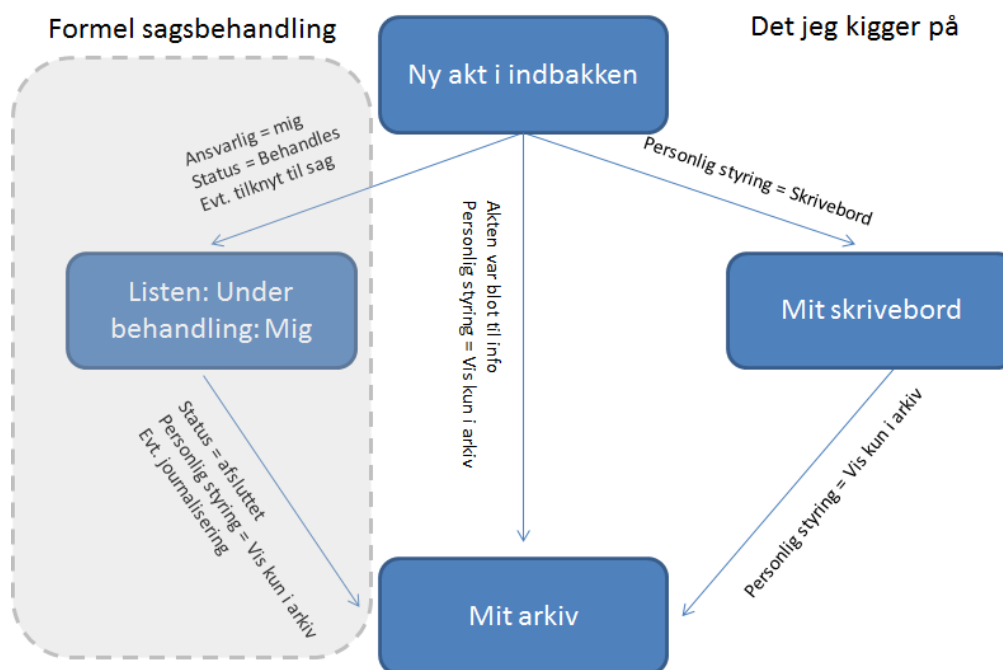 Formel sagsbehandling
Det jeg kigger på
Ny akt i indbakken
Ansvarlig = mig
Status = Behandles
Evt. tilknyt til sag
Akten var blot til info
Personlig styring = Vis kun i arkiv
Personlig styring = Skrivebord
Listen: Under
behandling: Mig
Mit skrivebord
Status = afsluttet
Personlig styring = Vis kun i arkiv
Evt. journalisering
Personlig styring = Vis kun i arkiv
Mit arkiv